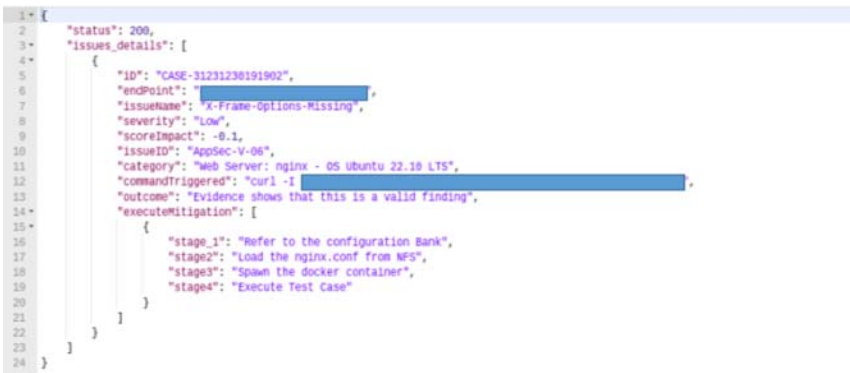 1 {
2 "status": 200,
3 "issues_details": [
4 {
5 "iD": "CASE-31231230191902",
6 "endPoint": " ",
7 "issueName": "X-Frame-Options-Missing",
8 "severity": "Low",
9 "scoreImpact": -0.1,
10 "issueID": "AppSec-V-06",
11 "category": "Web Server: nginx - OS Ubuntu 22.10 LTS",
12 "commandTriggered": "curl -I ",
13 "outcome": "Evidence shows that this is a valid finding",
14 "executeMitigation": [
15 {
16 "stage_1": "Refer to the configuration Bank",
17 "stage2": "Load the nginx.conf from NFS",
18 "stage3": "Spawn the docker container",
19 "stage4": "Execute Test Case"
20 }
21 ]
22 }
23 ]
24 }